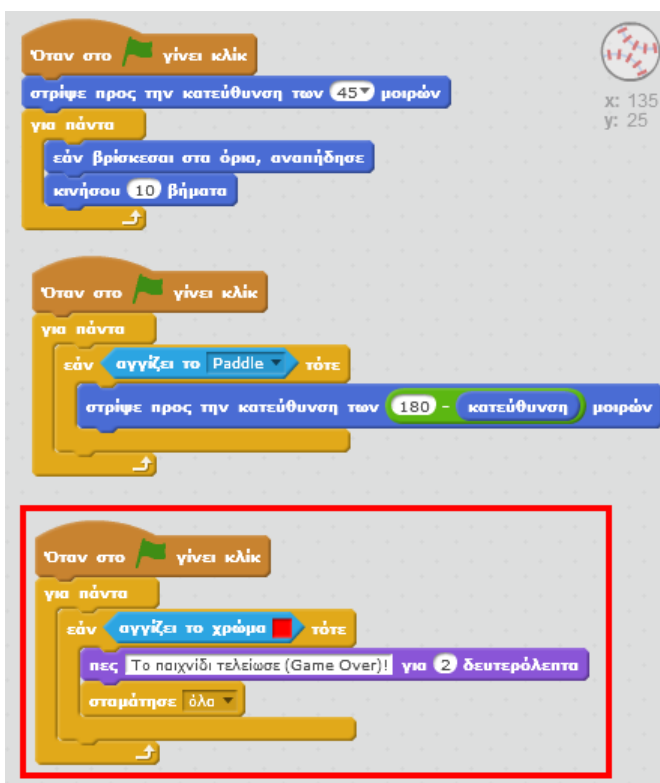 Όταν στο γίνει κλικ
στρίψε προς την κατεύθυνση των 45 μοιρών
για πάντα
εάν βρίσκεσαι στα όρια, αναπήδησε
κινήσου 10 βήματα
x: 135
y: 25
Όταν στο γίνει κλικ
για πάντα
εάν αγγίζει το Paddle τότε
στρίψε προς την κατεύθυνση των 180 - κατεύθυνση μοιρών
Όταν στο γίνει κλικ
για πάντα
εάν αγγίζει το χρώμα τότε
πες Το παιχνίδι τελείωσε (Game Over)! για 2 δευτερόλεπτα
σταμάτησε όλα